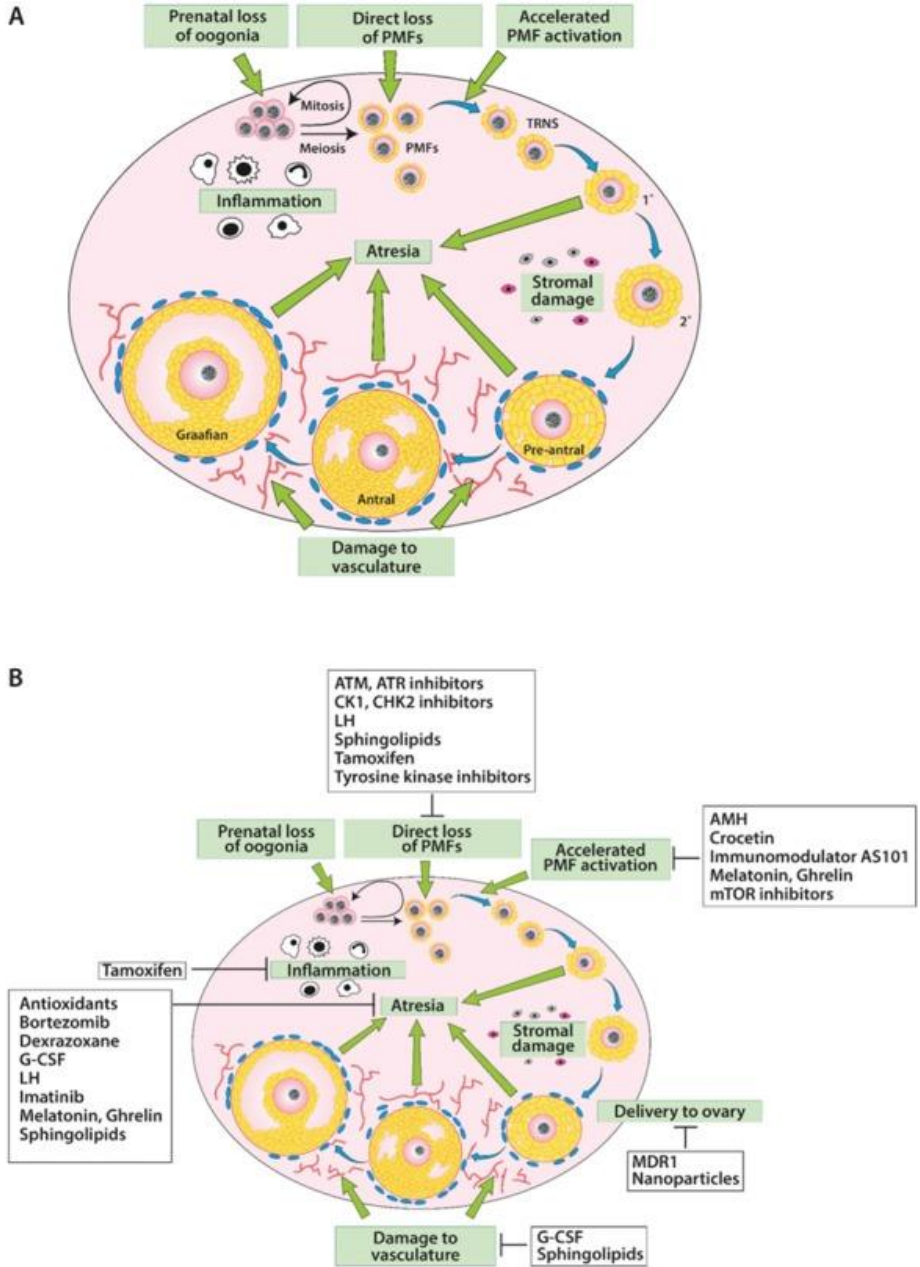 A
Prenatal loss
of oogonia
Direct loss
of PMFs
Accelerated
PMF activation
Mitosis
Meiosis
PMFs
TRNS
Inflammation
1°
Atresia
Stromal
damage
2°
Graafian
Pre-antral
Antral
Damage to
vasculature
B
ATM, ATR inhibitors
CK1, CHK2 inhibitors
LH
Sphingolipids
Tamoxifen
Tyrosine kinase inhibitors
Prenatal loss
of oogonia
Direct loss
of PMFs
Accelerated
PMF activation
AMH
Crocetin
Immunomodulator AS101
Melatonin, Ghrelin
mTOR inhibitors
Tamoxifen
Inflammation
Antioxidants
Bortezomib
Dexrazoxane
G-CSF
LH
Imatinib
Melatonin, Ghrelin
Sphingolipids
Atresia
Stromal
damage
Delivery to ovary
MDR1
Nanoparticles
Damage to
vasculature
G-CSF
Sphingolipids